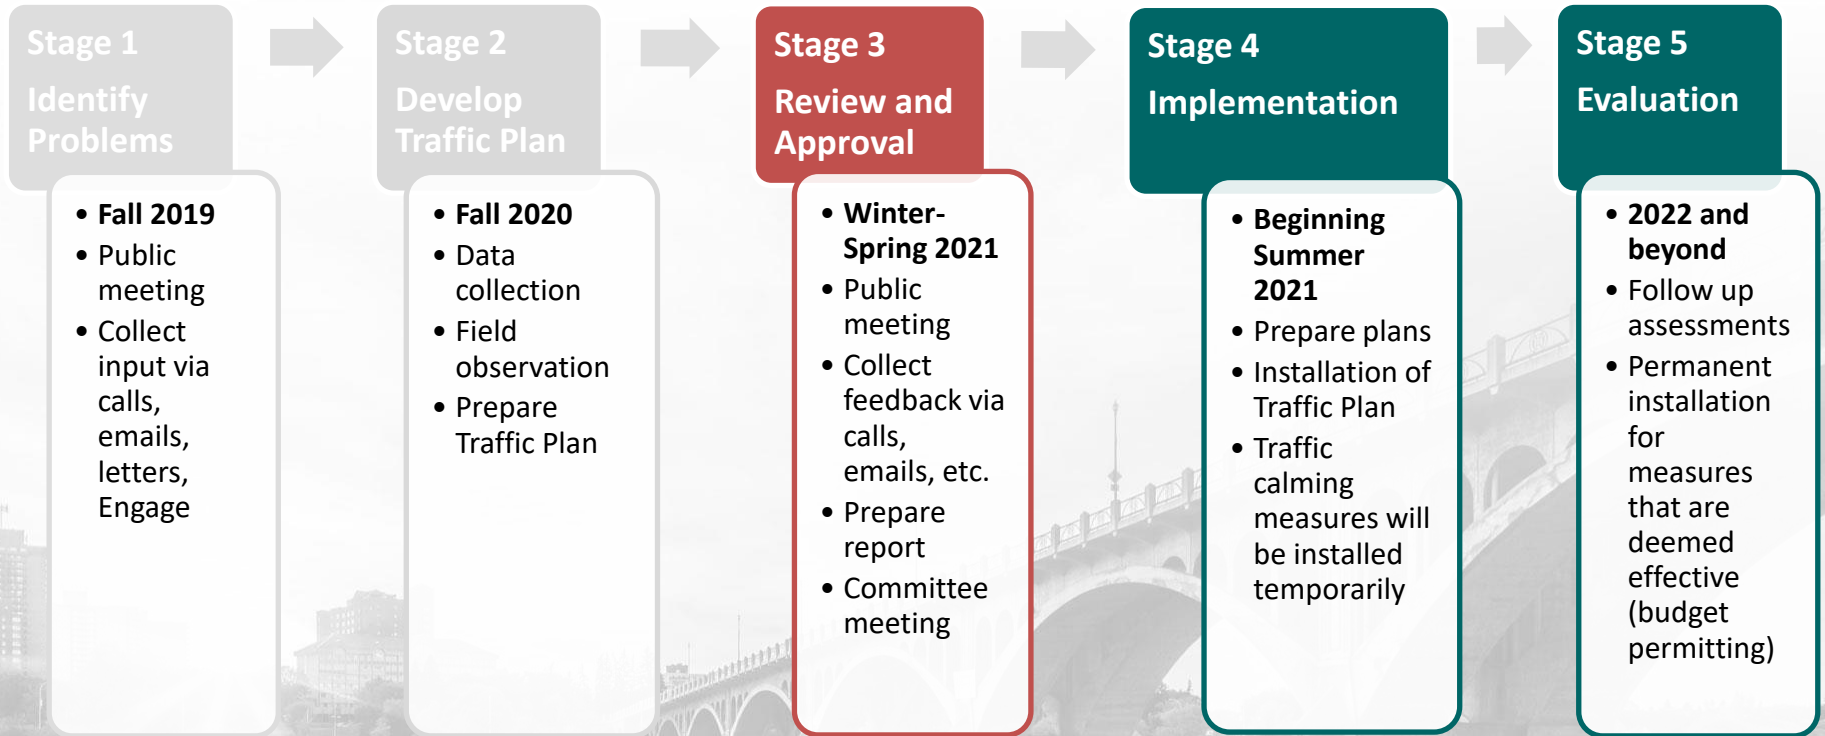 Stage 1
Identify
Problems
• Fall 2019
• Public
meeting
• Collect
input via
calls,
emails,
letters,
Engage
Stage 2
Develop
Traffic Plan
• Fall 2020
• Data
collection
• Field
observation
• Prepare
Traffic Plan
Stage 3
Review and
Approval
• Winter-
Spring 2021
• Public
meeting
• Collect
feedback via
calls,
emails, etc.
• Prepare
report
• Committee
meeting
Stage 4
Implementation
• Beginning
Summer
2021
• Prepare plans
• Installation of
Traffic Plan
• Traffic
calming
measures will
be installed
temporarily
Stage 5
Evaluation
• 2022 and
beyond
• Follow up
assessments
• Permanent
installation
for
measures
that are
deemed
effective
(budget
permitting)